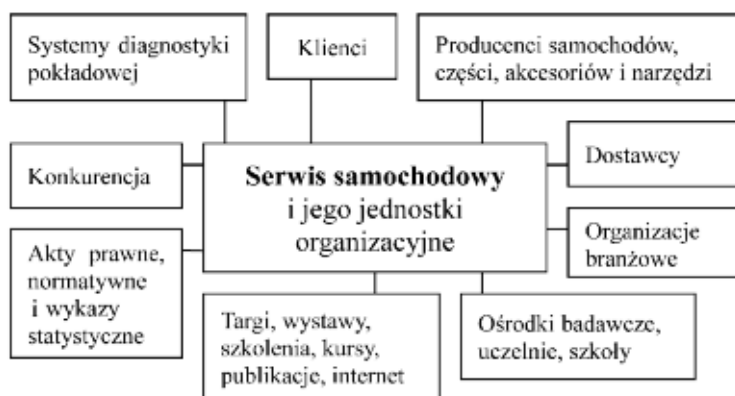 Systemy diagnostyki
pokładowej
Klienci
Producenci samochodów,
części, akcesoriów i narzędzi
Konkurencja
Serwis samochodowy
i jego jednostki
organizacyjne
Dostawcy
Akty prawne,
normatywne
i wykazy
statystyczne
Organizacje
branżowe
Targi, wystawy,
szkolenia, kursy,
publikacje, internet
Ośrodki badawcze,
uczelnie, szkoły